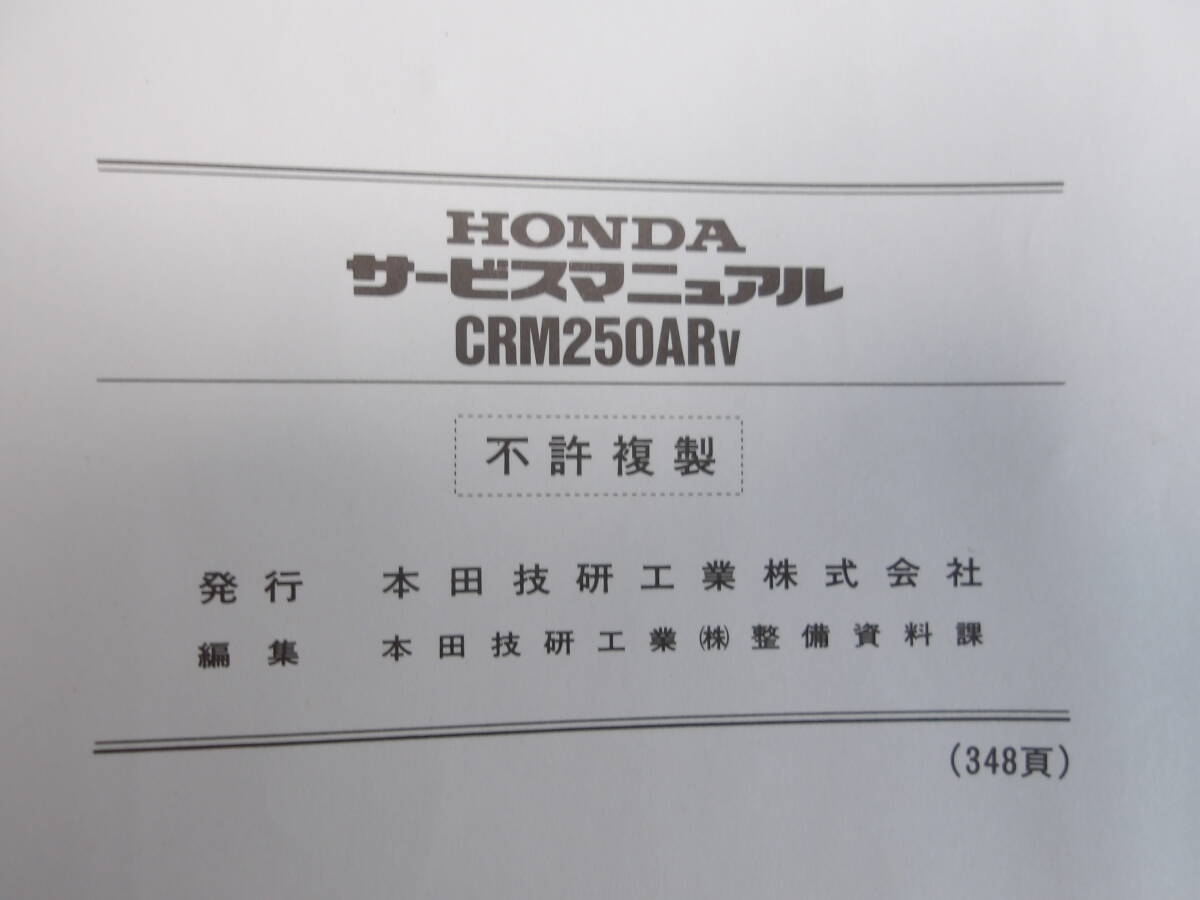 HONDA
サービスマニュアル
CRM250ARV
不許複製
発行 本田技研工業株式会社
編集 本田技研工業㈱整備資料課
(348頁)